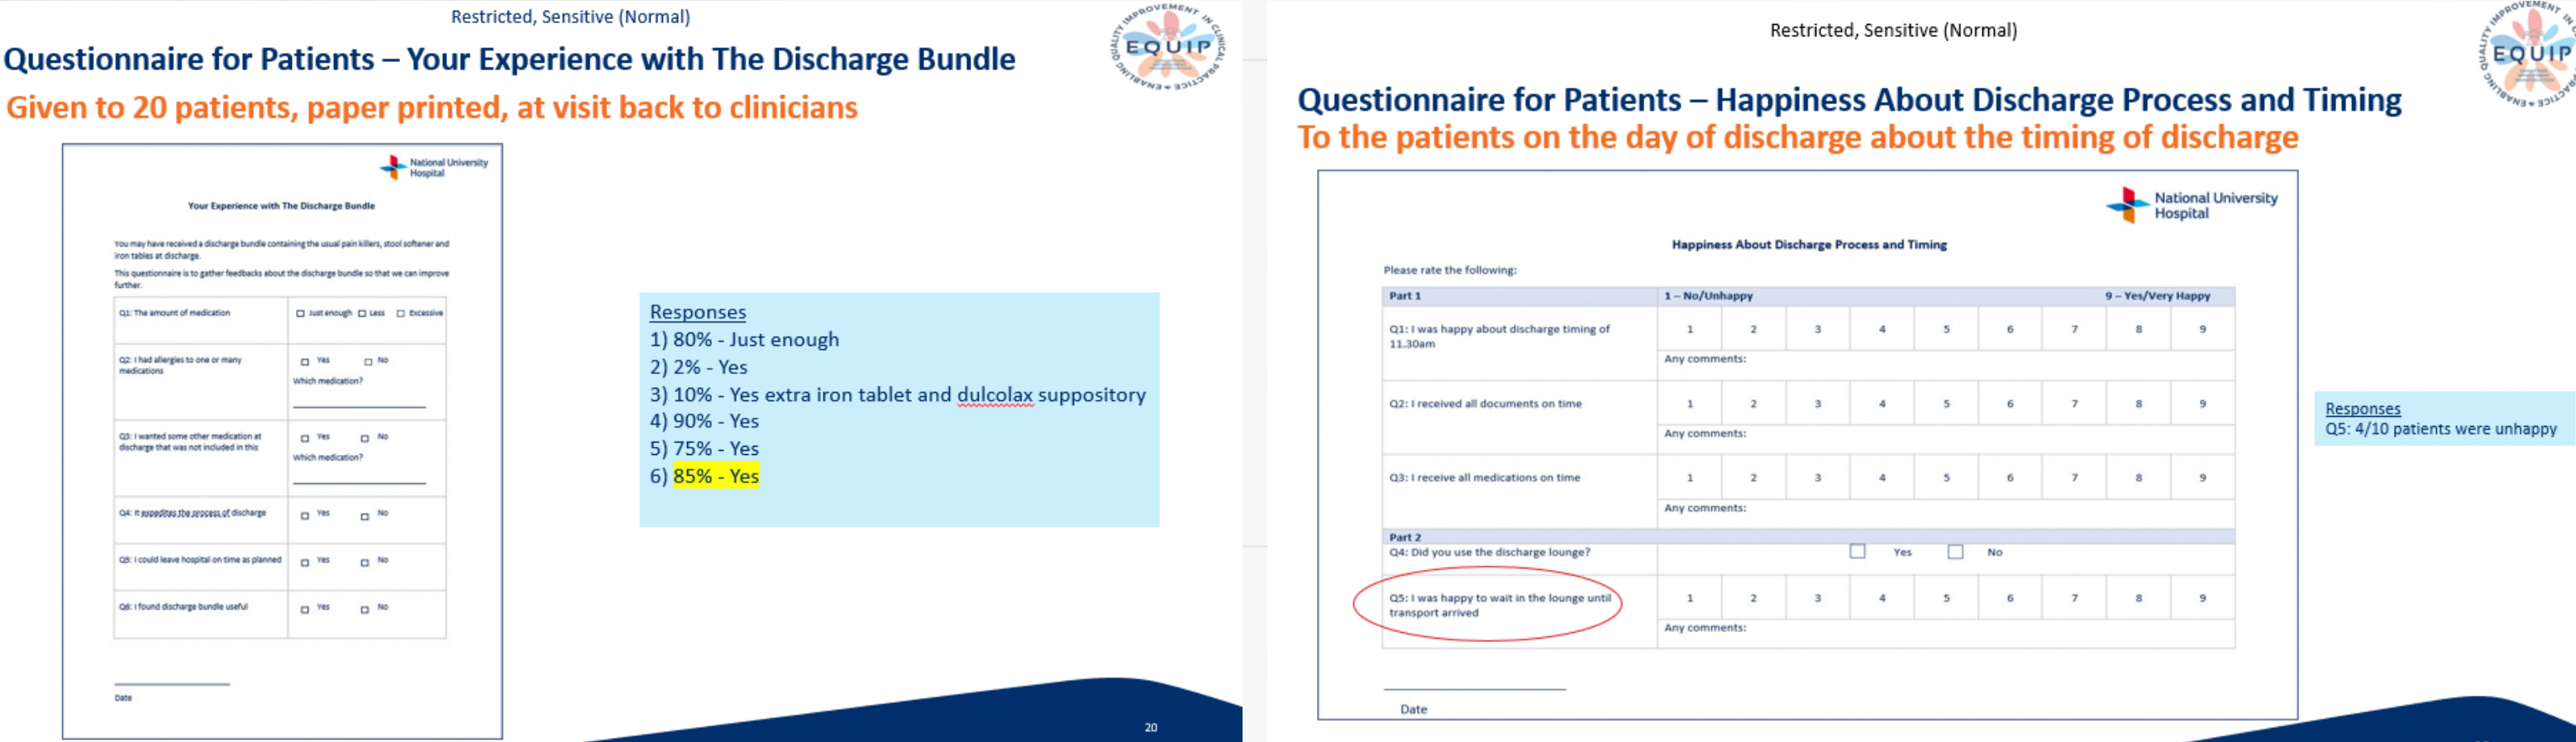 Restricted, Sensitive (Normal)
Questionnaire for Patients – Your Experience with The Discharge Bundle
Given to 20 patients, paper printed, at visit back to clinicians
ENABLING QUALITY IMPROVEMENT IN CLINICAL PRACTICE
EQUIP
National University
Hospital
Your Experience with The Discharge Bundle
You may have received a discharge bundle containing the usual pain killers, stool softener and
iron tables at discharge.
This questionnaire is to gather feedbacks about the discharge bundle so that we can improve
further.
Q1: The amount of medication
Just enough Less Excessive
Q2: I had allergies to one or many
medications
Yes No
Which medication?
Q3: I wanted some other medication at
discharge that was not included in this
Yes No
Which medication?
Q4: It expedites the process of discharge
Yes No
Q5: I could leave hospital on time as planned
Yes No
Q6: I found discharge bundle useful
Yes No
Date
Responses
1) 80% - Just enough
2) 2% - Yes
3) 10% - Yes extra iron tablet and dulcolax suppository
4) 90% - Yes
5) 75% - Yes
6) 85% - Yes
20
Restricted, Sensitive (Normal)
Questionnaire for Patients – Happiness About Discharge Process and Timing
To the patients on the day of discharge about the timing of discharge
EQUIP
National University
Hospital
Happiness About Discharge Process and Timing
Please rate the following:
Part 1 1 – No/Unhappy 9 – Yes/Very Happy
Q1: I was happy about discharge timing of
11.30am
1 2 3 4 5 6 7 8 9
Any comments:
Q2: I received all documents on time
1 2 3 4 5 6 7 8 9
Any comments:
Q3: I receive all medications on time
1 2 3 4 5 6 7 8 9
Any comments:
Part 2
Q4: Did you use the discharge lounge?
Yes No
Q5: I was happy to wait in the lounge until
transport arrived
1 2 3 4 5 6 7 8 9
Any comments:
Date
Responses
Q5: 4/10 patients were unhappy